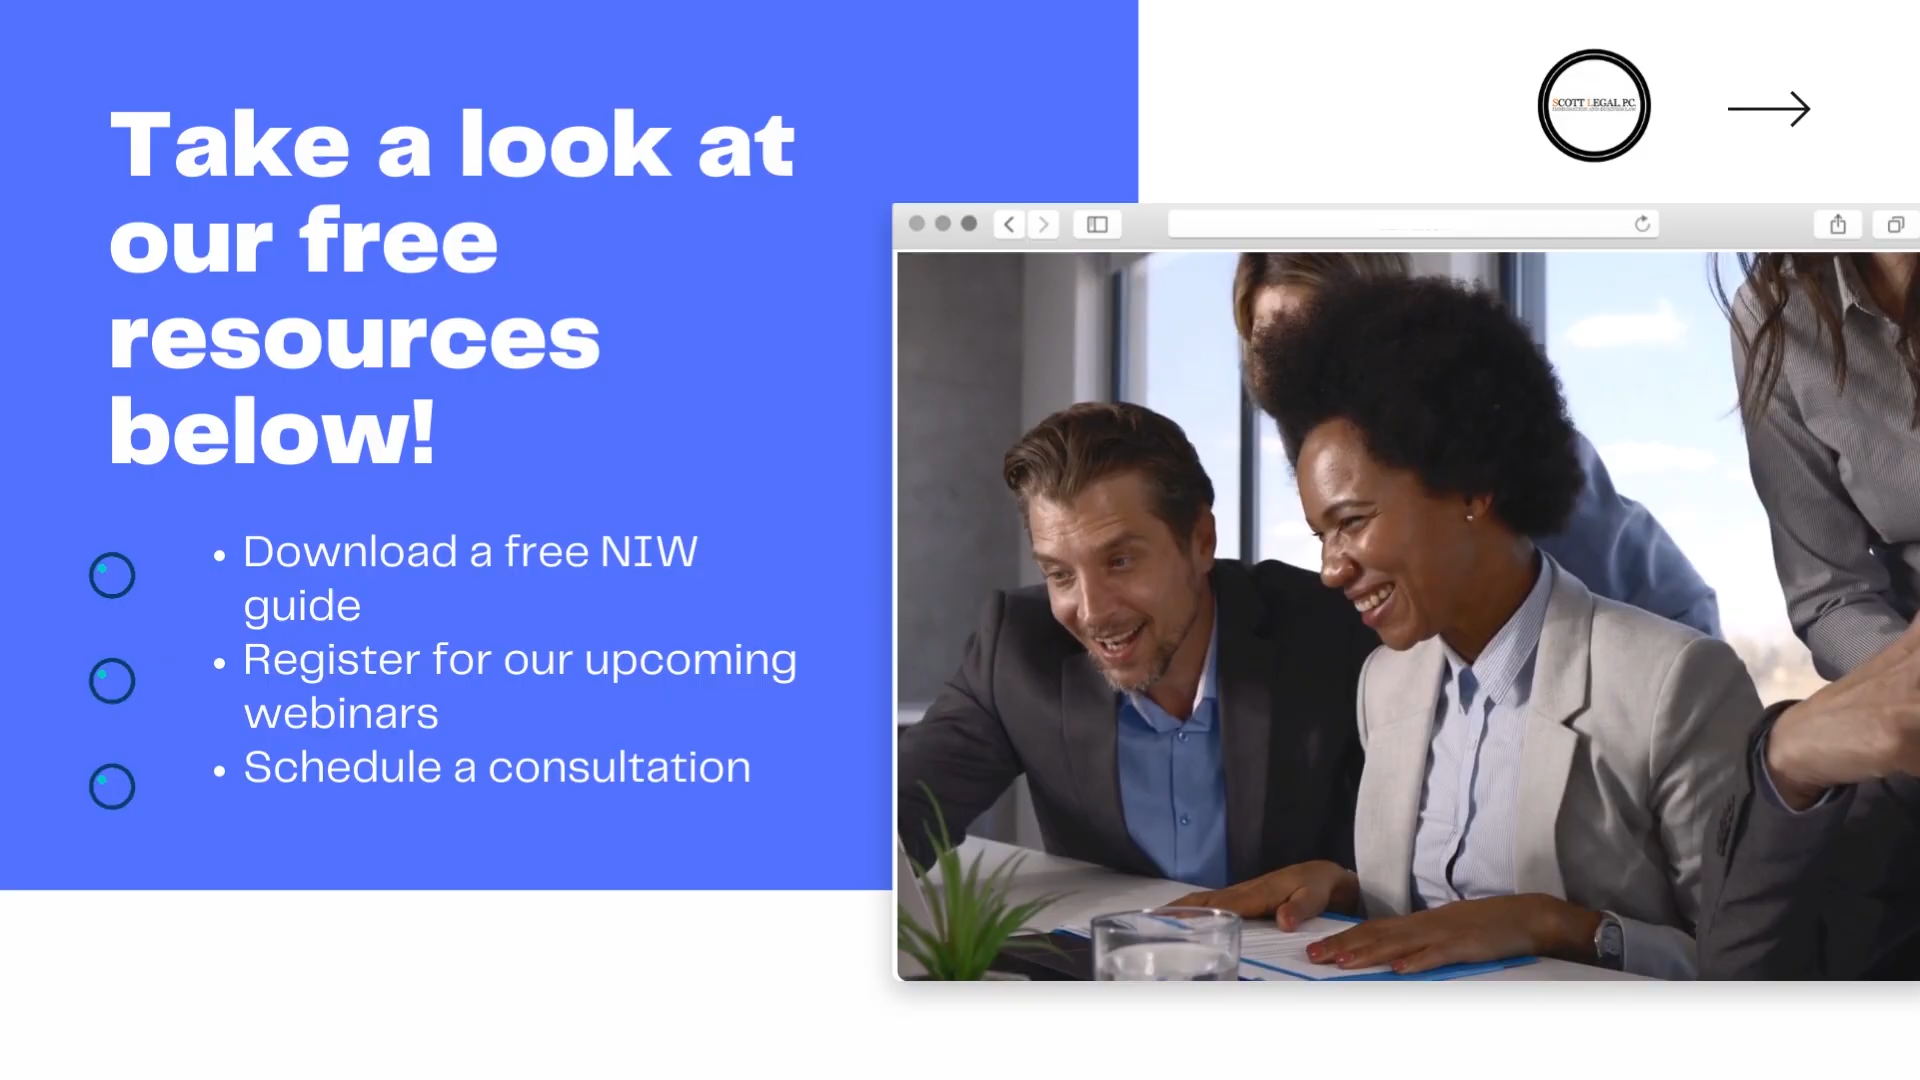 Take a look at
our free
resources
below!
• Download a free NIW
guide
• Register for our upcoming
webinars
• Schedule a consultation
SCOTT LEGAL P.C.